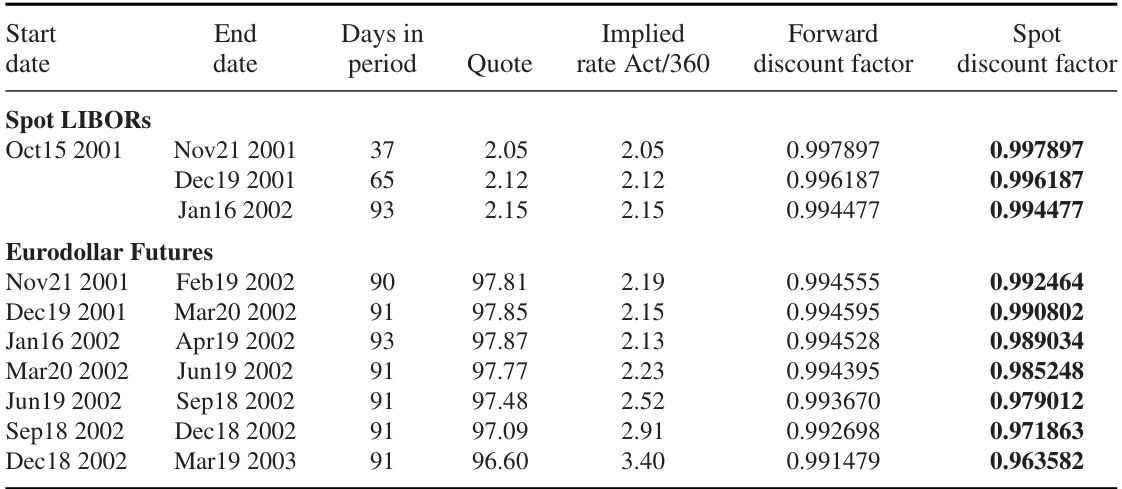 Start End Days in Implied Forward Spot
date date period Quote rate Act/360 discount factor discount factor
Spot LIBORs
Oct15 2001 Nov21 2001 37 2.05 2.05 0.997897 0.997897
Dec19 2001 65 2.12 2.12 0.996187 0.996187
Jan16 2002 93 2.15 2.15 0.994477 0.994477
Eurodollar Futures
Nov21 2001 Feb19 2002 90 97.81 2.19 0.994555 0.992464
Dec19 2001 Mar20 2002 91 97.85 2.15 0.994595 0.990802
Jan16 2002 Apr19 2002 93 97.87 2.13 0.994528 0.989034
Mar20 2002 Jun19 2002 91 97.77 2.23 0.994395 0.985248
Jun19 2002 Sep18 2002 91 97.48 2.52 0.993670 0.979012
Sep18 2002 Dec18 2002 91 97.09 2.91 0.992698 0.971863
Dec18 2002 Mar19 2003 91 96.60 3.40 0.991479 0.963582